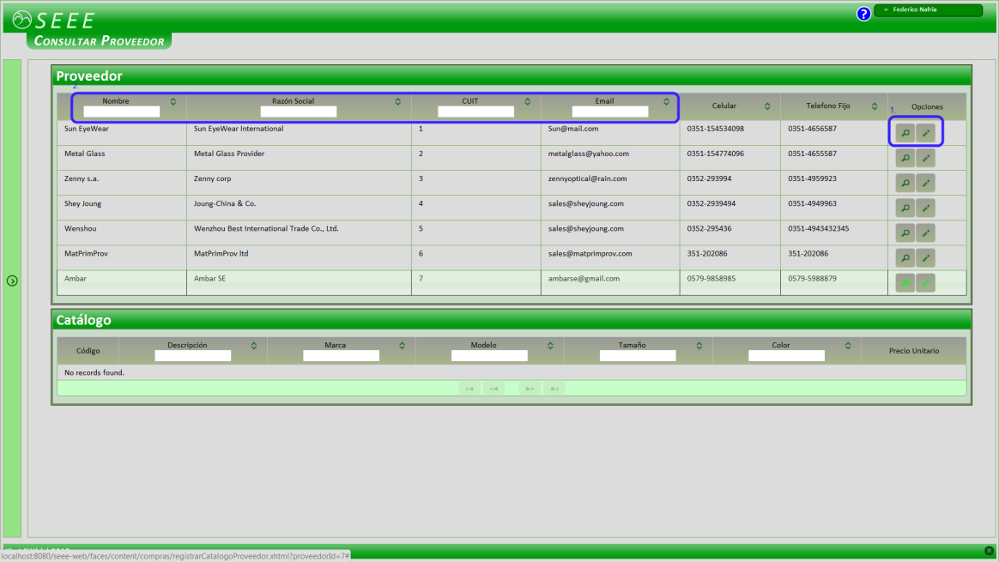 SEEE
? Federico Nafria
CONSULTAR PROVEEDOR
Proveedor
2.
Nombre Razón Social CUIT Email Celular Telefono Fijo 1. Opciones
Sun EyeWear Sun EyeWear International 1 Sun@mail.com 0351-154534098 0351-4656587
Metal Glass Metal Glass Provider 2 metalglass@yahoo.com 0351-154774096 0351-4655587
Zenny s.a. Zenny corp 3 zennyoptical@rain.com 0352-293994 0351-4959923
Shey Joung Joung-China & Co. 4 sales@sheyjoung.com 0352-2939494 0351-4949963
Wenshou Wenzhou Best International Trade Co., Ltd. 5 sales@sheyjoung.com 0352-295436 0351-4943432345
MatPrimProv MatPrimProv ltd 6 sales@matprimprov.com 351-202086 351-202086
Ambar Ambar SE 7 ambarse@gmail.com 0579-9858985 0579-5988879
Catálogo
Código Descripción Marca Modelo Tamaño Color Precio Unitario
No records found.
localhost:8080/seee-web/faces/content/compras/registrarCatalogoProveedor.xhtml?proveedorId=7#